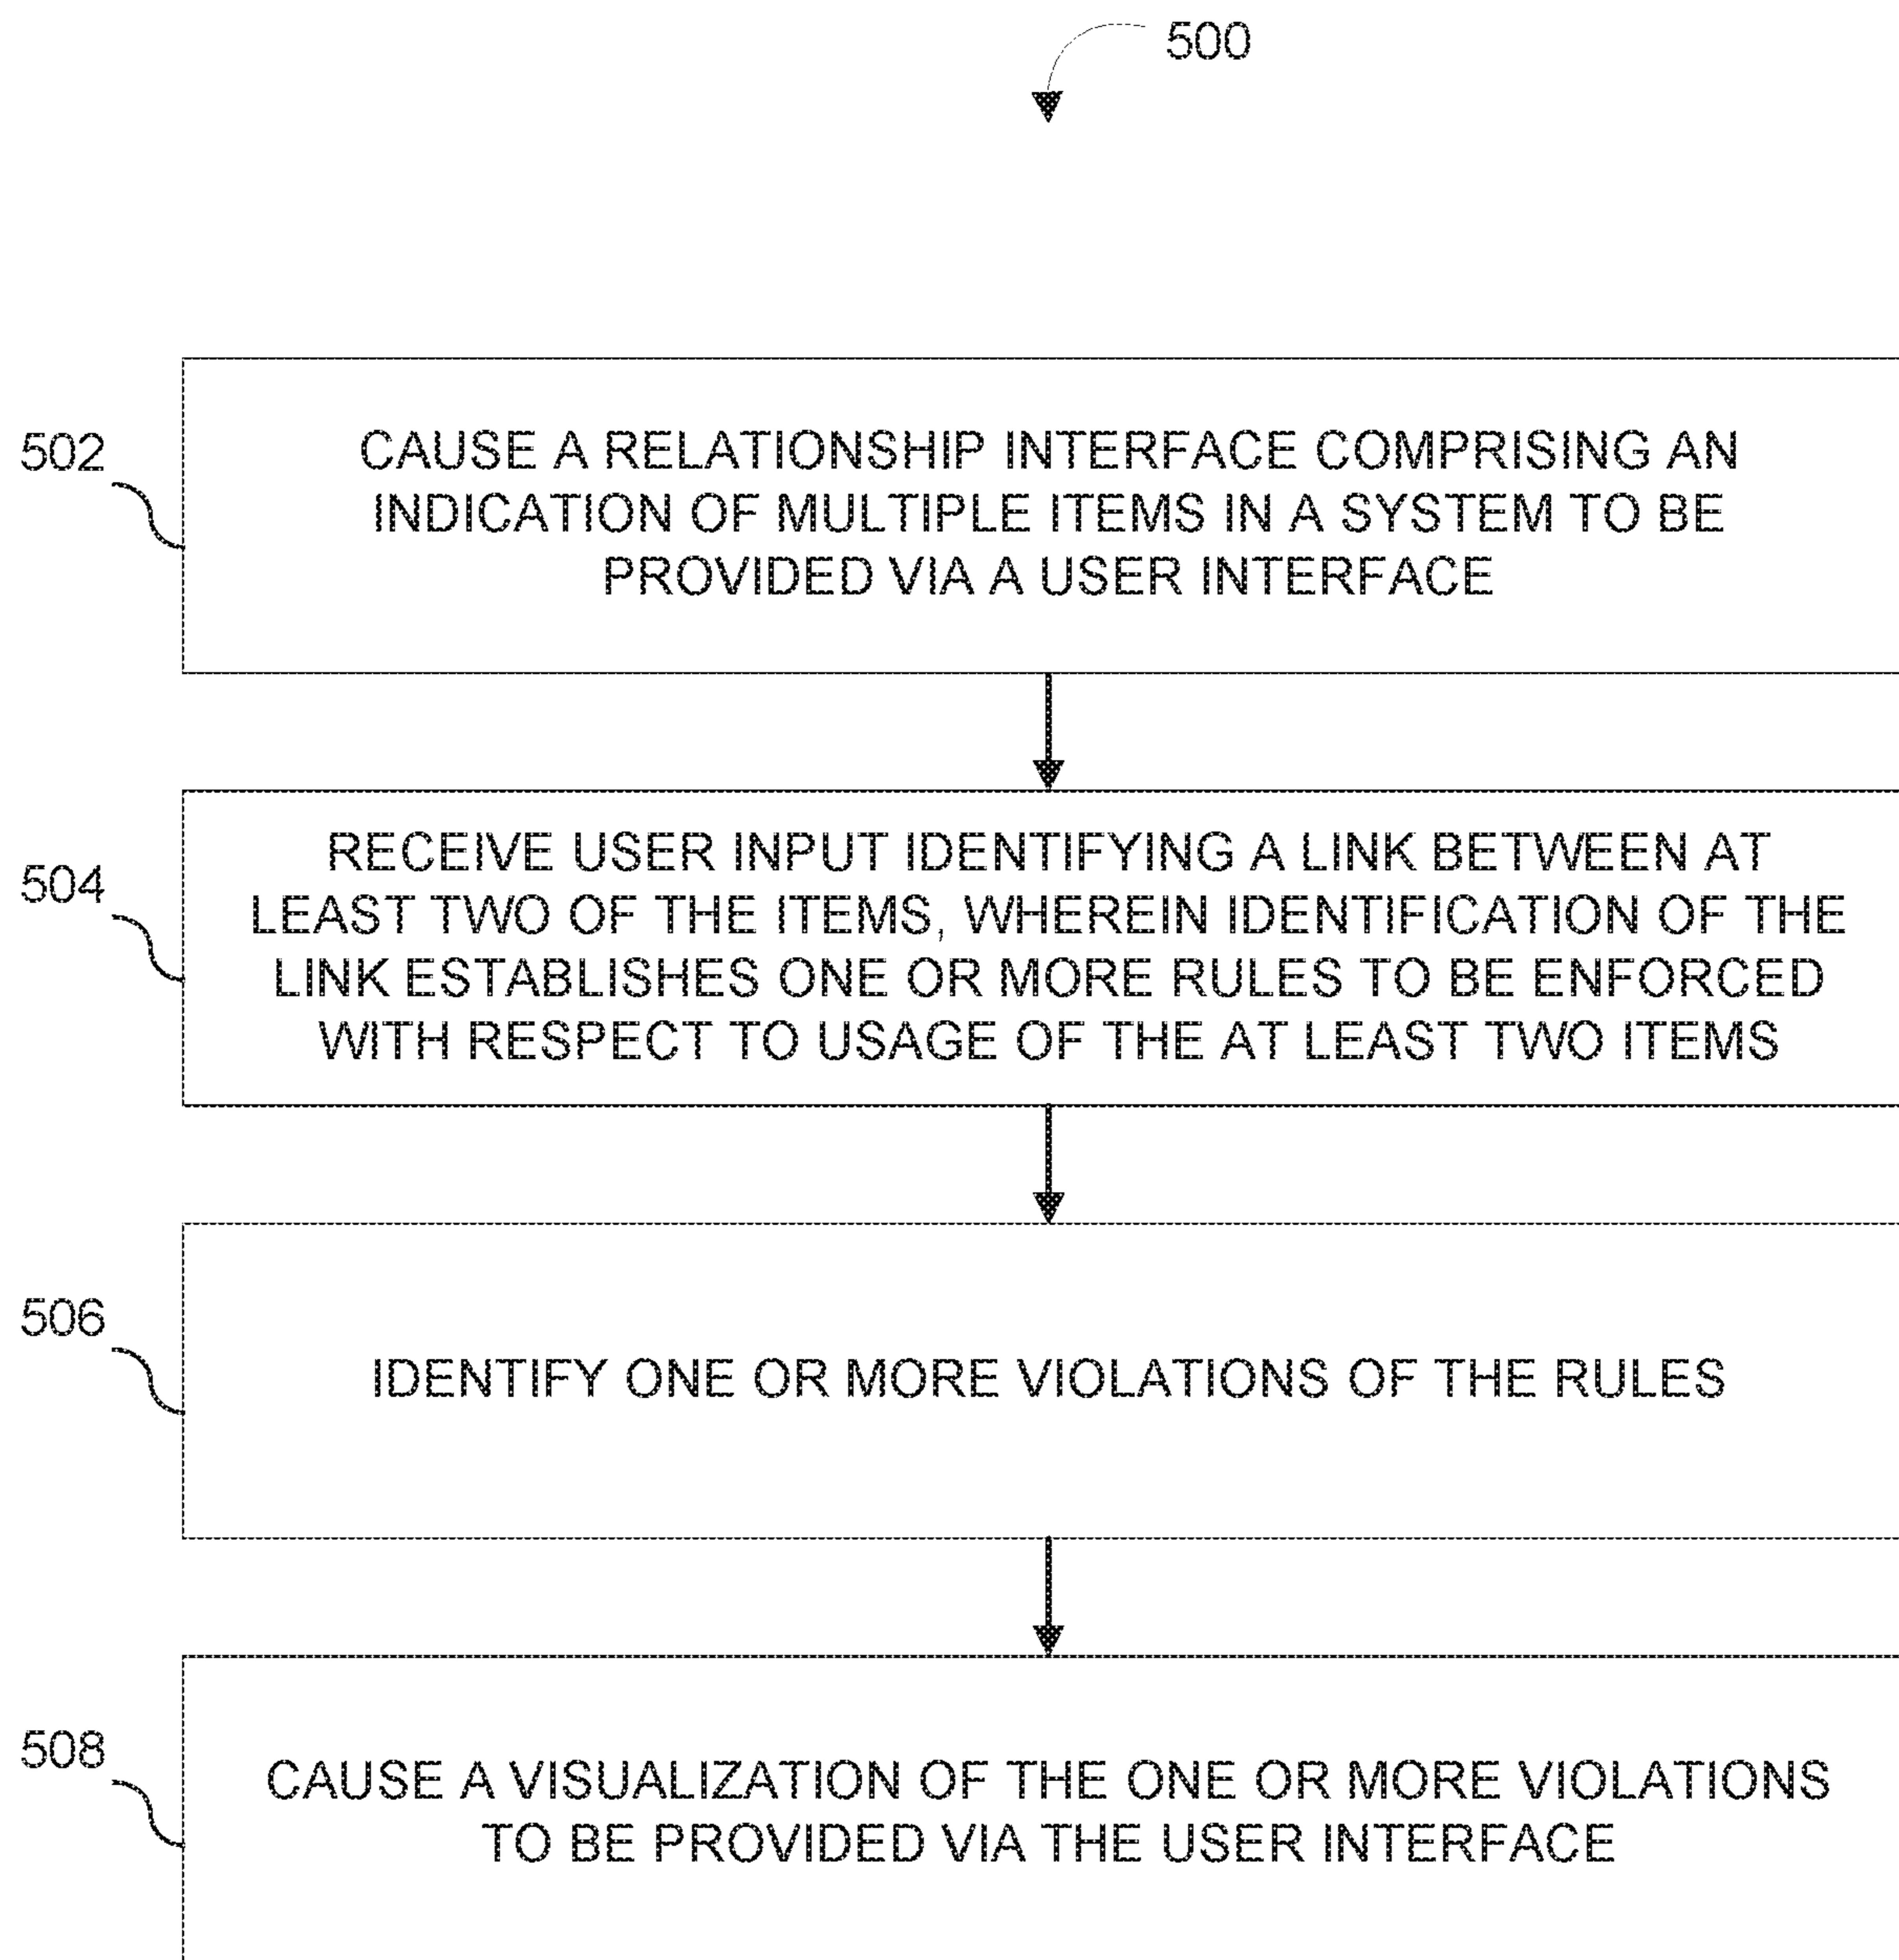 500
502
CAUSE A RELATIONSHIP INTERFACE COMPRISING AN
INDICATION OF MULTIPLE ITEMS IN A SYSTEM TO BE
PROVIDED VIA A USER INTERFACE
504
RECEIVE USER INPUT IDENTIFYING A LINK BETWEEN AT
LEAST TWO OF THE ITEMS, WHEREIN IDENTIFICATION OF THE
LINK ESTABLISHES ONE OR MORE RULES TO BE ENFORCED
WITH RESPECT TO USAGE OF THE AT LEAST TWO ITEMS
506
IDENTIFY ONE OR MORE VIOLATIONS OF THE RULES
508
CAUSE A VISUALIZATION OF THE ONE OR MORE VIOLATIONS
TO BE PROVIDED VIA THE USER INTERFACE